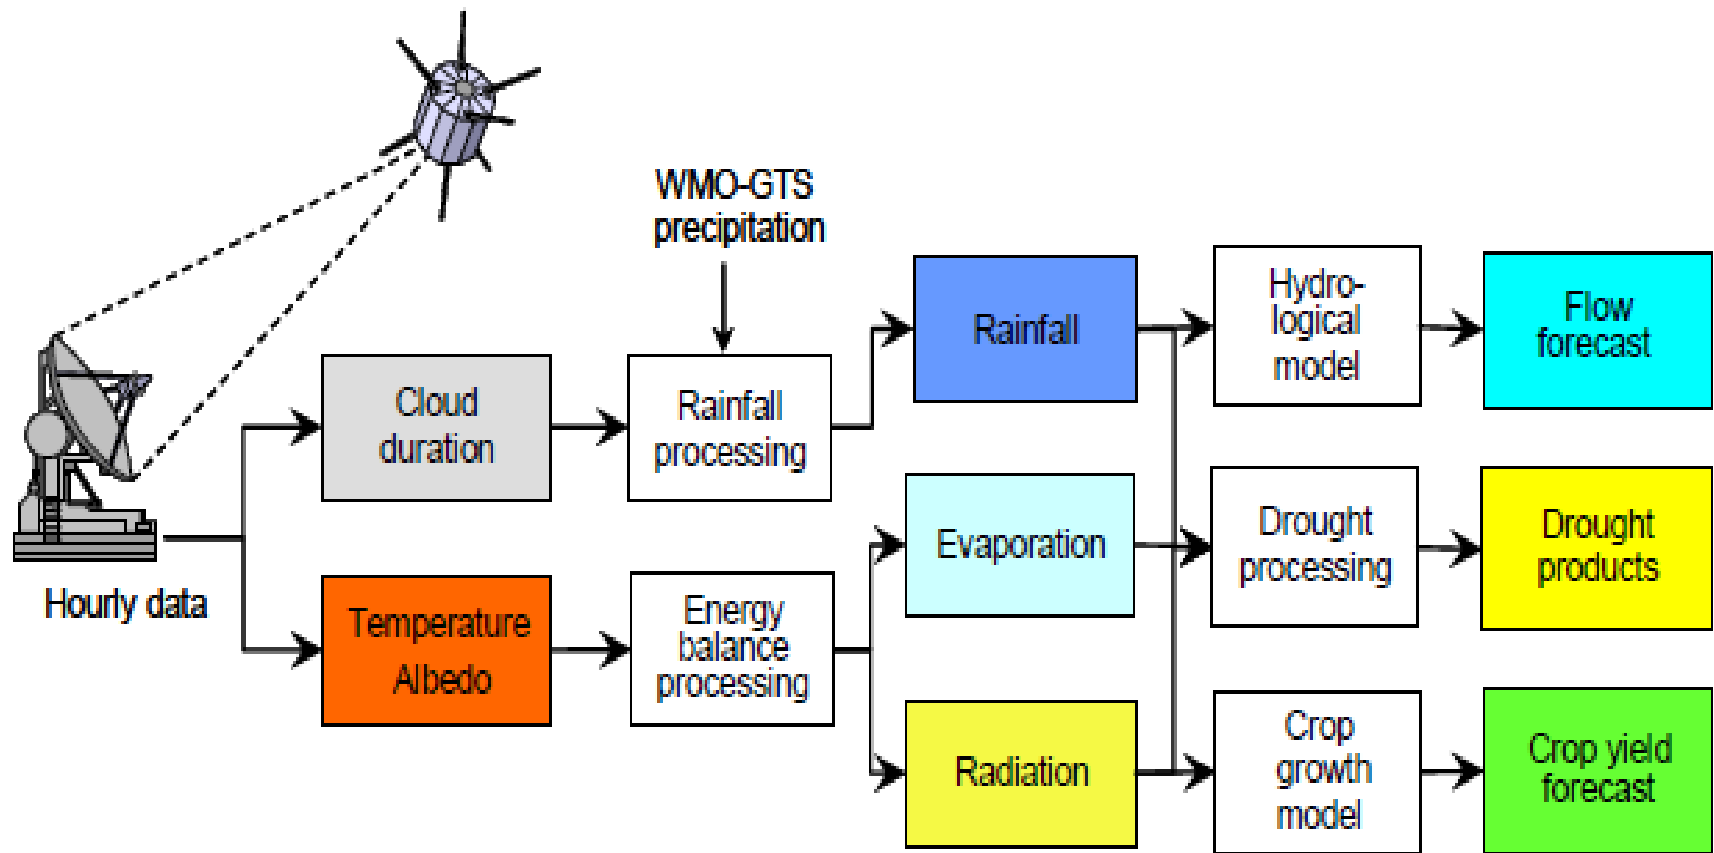 WMO-GTS
precipitation
Hourly data
Cloud
duration
Rainfall
processing
Temperature
Albedo
Energy
balance
processing
Rainfall
Evaporation
Radiation
Hydro-
logical
model
Drought
processing
Crop
growth
model
Flow
forecast
Drought
products
Crop yield
forecast